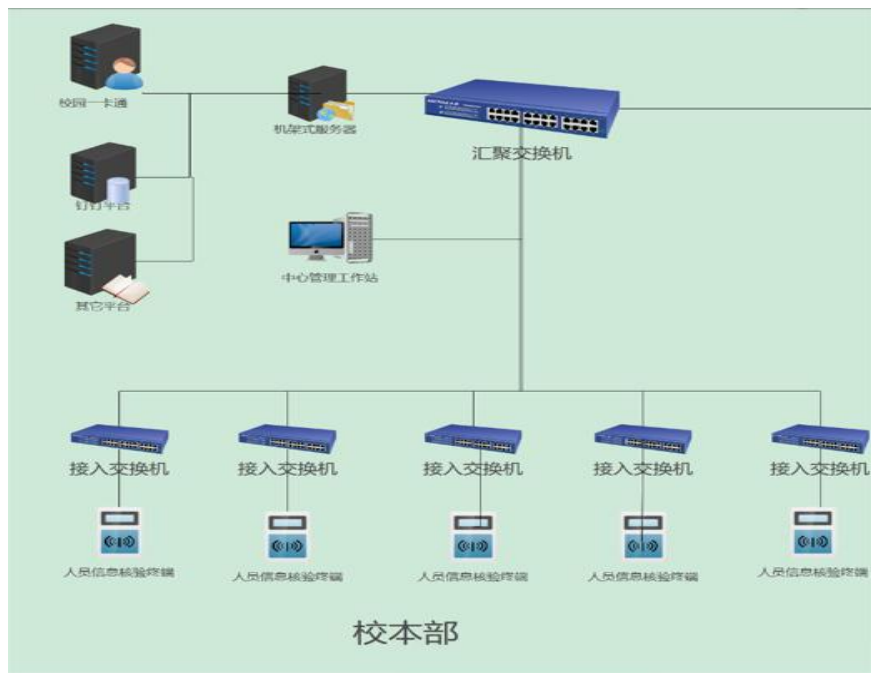 校园一卡通
机架式服务器
汇聚交换机
钉钉平台
中心管理工作站
其它平台
接入交换机
接入交换机
接入交换机
接入交换机
接入交换机
人员信息核验终端
人员信息核验终端
人员信息核验终端
人员信息核验终端
人员信息核验终端
校本部